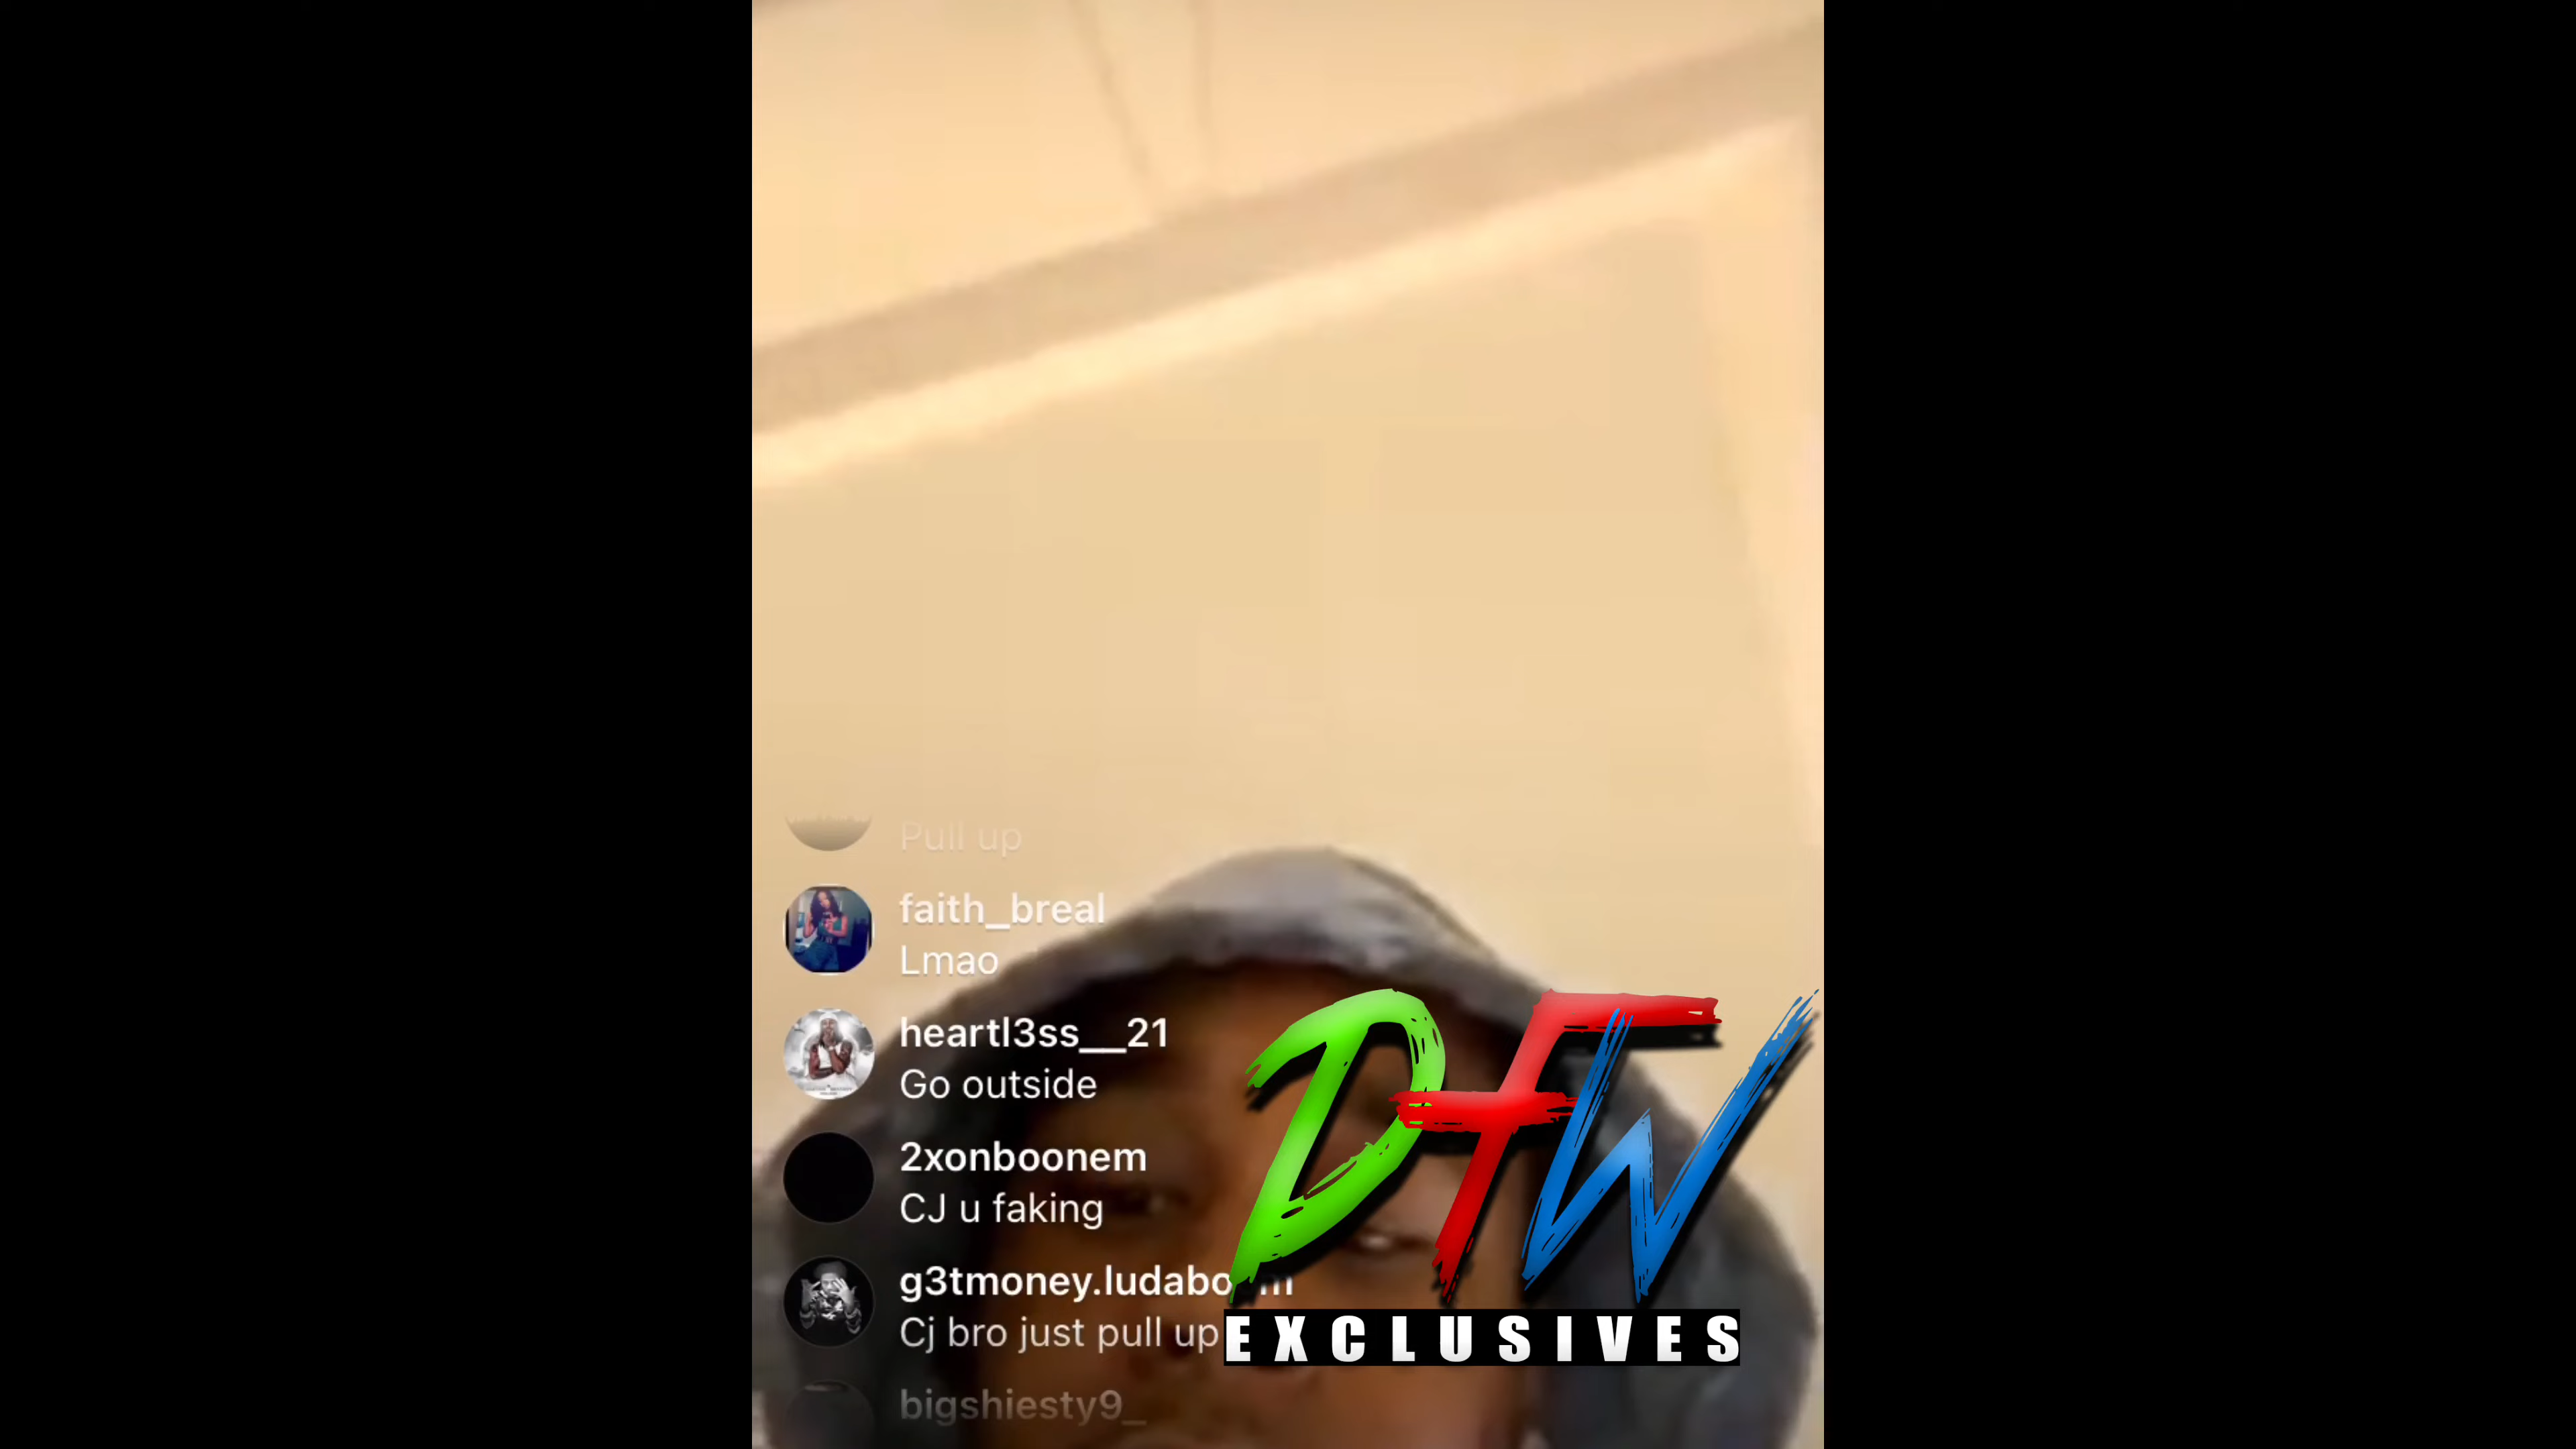 Pull up
faith_breal
Lmao
heartl3ss__21
Go outside
2xonboonem
CJ u faking
Cj bro just pull up
bigshiesty9_
DFW
EXCLUSIVES